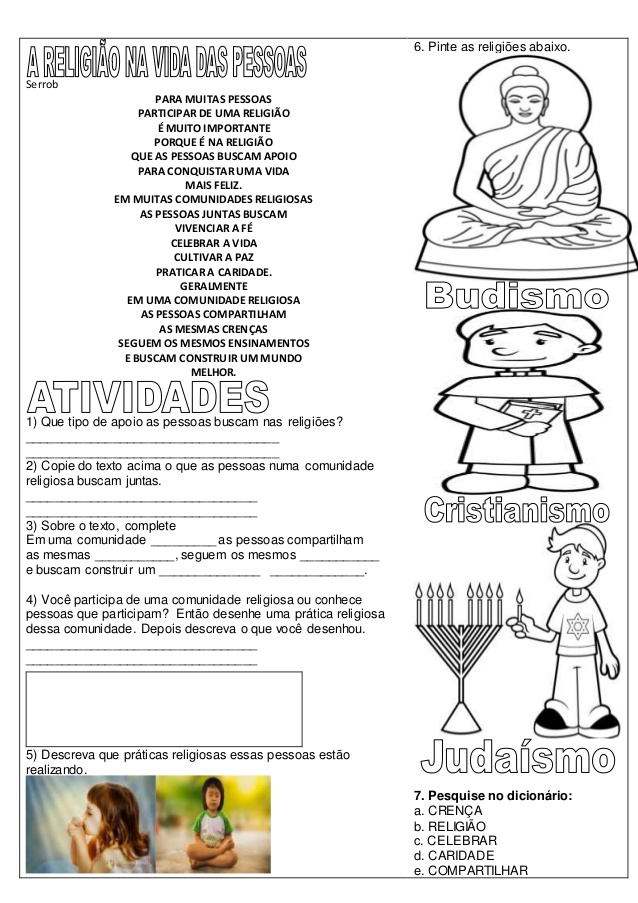 A RELIGIÃO NA VIDA DAS PESSOAS
Serrob
PARA MUITAS PESSOAS
PARTICIPAR DE UMA RELIGIÃO
É MUITO IMPORTANTE
PORQUE É NA RELIGIÃO
QUE AS PESSOAS BUSCAM APOIO
PARA CONQUISTAR UMA VIDA
MAIS FELIZ.
EM MUITAS COMUNIDADES RELIGIOSAS
AS PESSOAS JUNTAS BUSCAM
VIVENCIAR A FÉ
CELEBRAR A VIDA
CULTIVAR A PAZ
PRATICAR A CARIDADE.
GERALMENTE
EM UMA COMUNIDADE RELIGIOSA
AS PESSOAS COMPARTILHAM
AS MESMAS CRENÇAS
SEGUEM OS MESMOS ENSINAMENTOS
E BUSCAM CONSTRUIR UM MUNDO
MELHOR.
ATIVIDADES
1) Que tipo de apoio as pessoas buscam nas religiões?
____________________________________
____________________________________
2) Copie do texto acima o que as pessoas numa comunidade
religiosa buscam juntas.
_________________________________
_________________________________
3) Sobre o texto, complete
Em uma comunidade _________ as pessoas compartilham
as mesmas ___________, seguem os mesmos ___________
e buscam construir um ______________ _____________.
4) Você participa de uma comunidade religiosa ou conhece
pessoas que participam? Então desenhe uma prática religiosa
dessa comunidade. Depois descreva o que você desenhou.
_________________________________
_________________________________
5) Descreva que práticas religiosas essas pessoas estão
realizando.
6. Pinte as religiões abaixo.
Budismo
Cristianismo
Judaísmo
7. Pesquise no dicionário:
a. CRENÇA
b. RELIGIÃO
c. CELEBRAR
d. CARIDADE
e. COMPARTILHAR